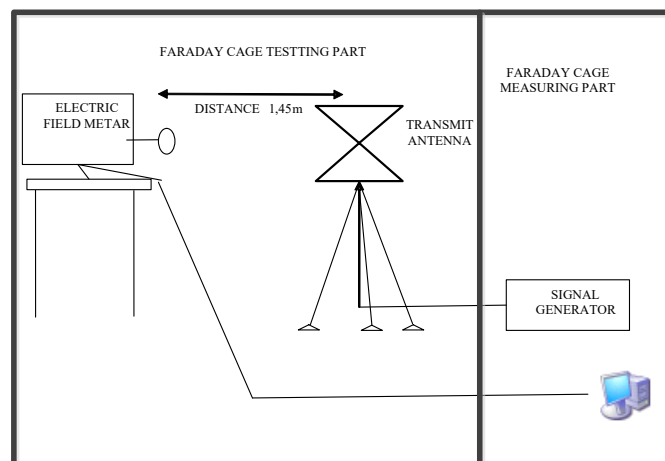 FARADAY CAGE TESTTING PART
FARADAY CAGE
MEASURING PART
ELECTRIC
FIELD METAR
DISTANCE 1,45m
TRANSMIT
ANTENNA
SIGNAL
GENERATOR